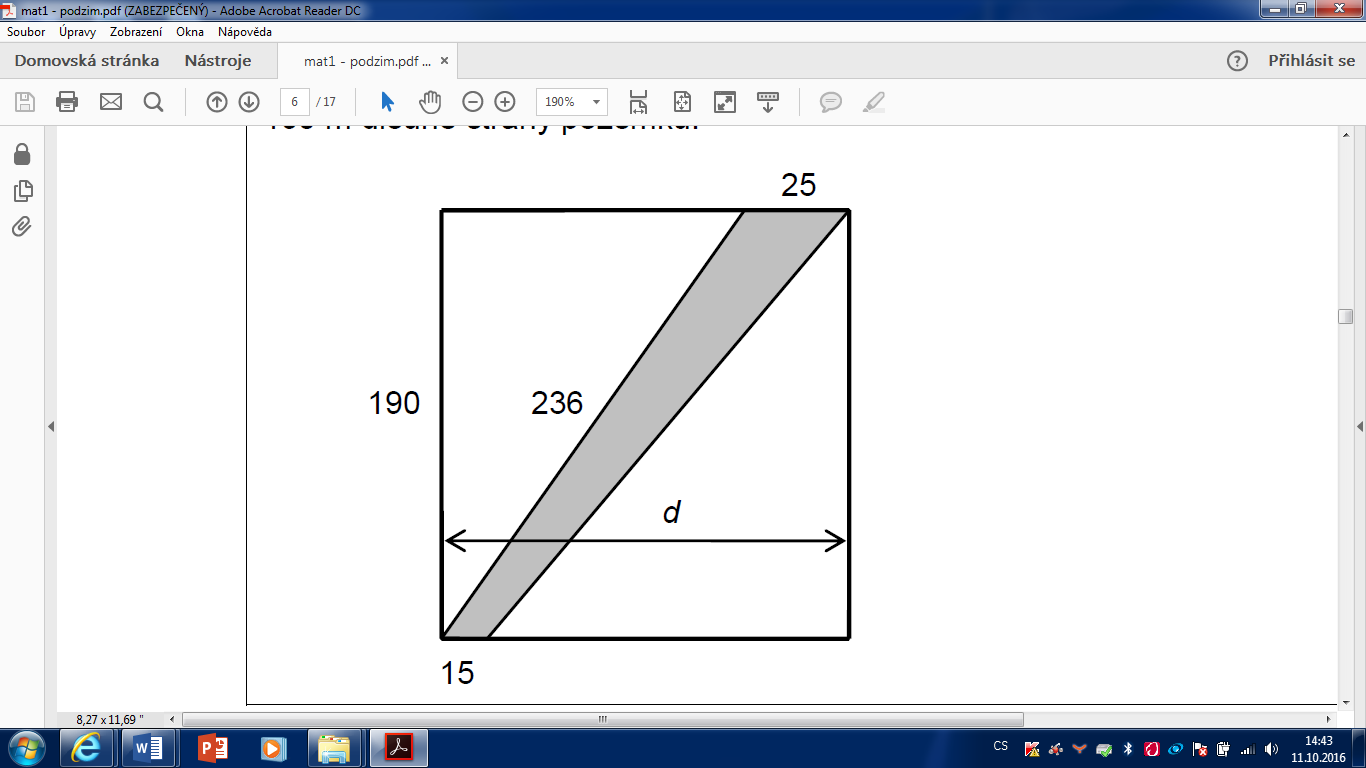 mat1 - podzim.pdf (ZABEZPEČENÝ) - Adobe Acrobat Reader DC
Soubor Úpravy Zobrazení Okna Nápověda
Domovská stránka Nástroje mat1 - podzim.pdf ... × Přihlásit se
6 / 17 190%
25
190 236
d
15
8,27 x 11,69 "
CS 14:43
11.10.2016